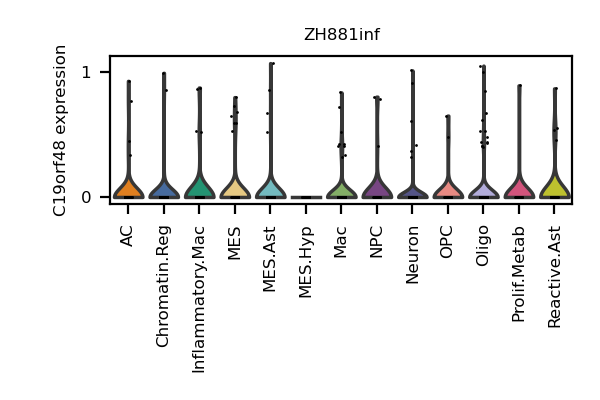 ZH881inf
C19orf48 expression
1
0
AC
Chromatin.Reg
Inflammatory.Mac
MES
MES.Ast
MES.Hyp
Mac
NPC
Neuron
OPC
Oligo
Prolif.Metab
Reactive.Ast